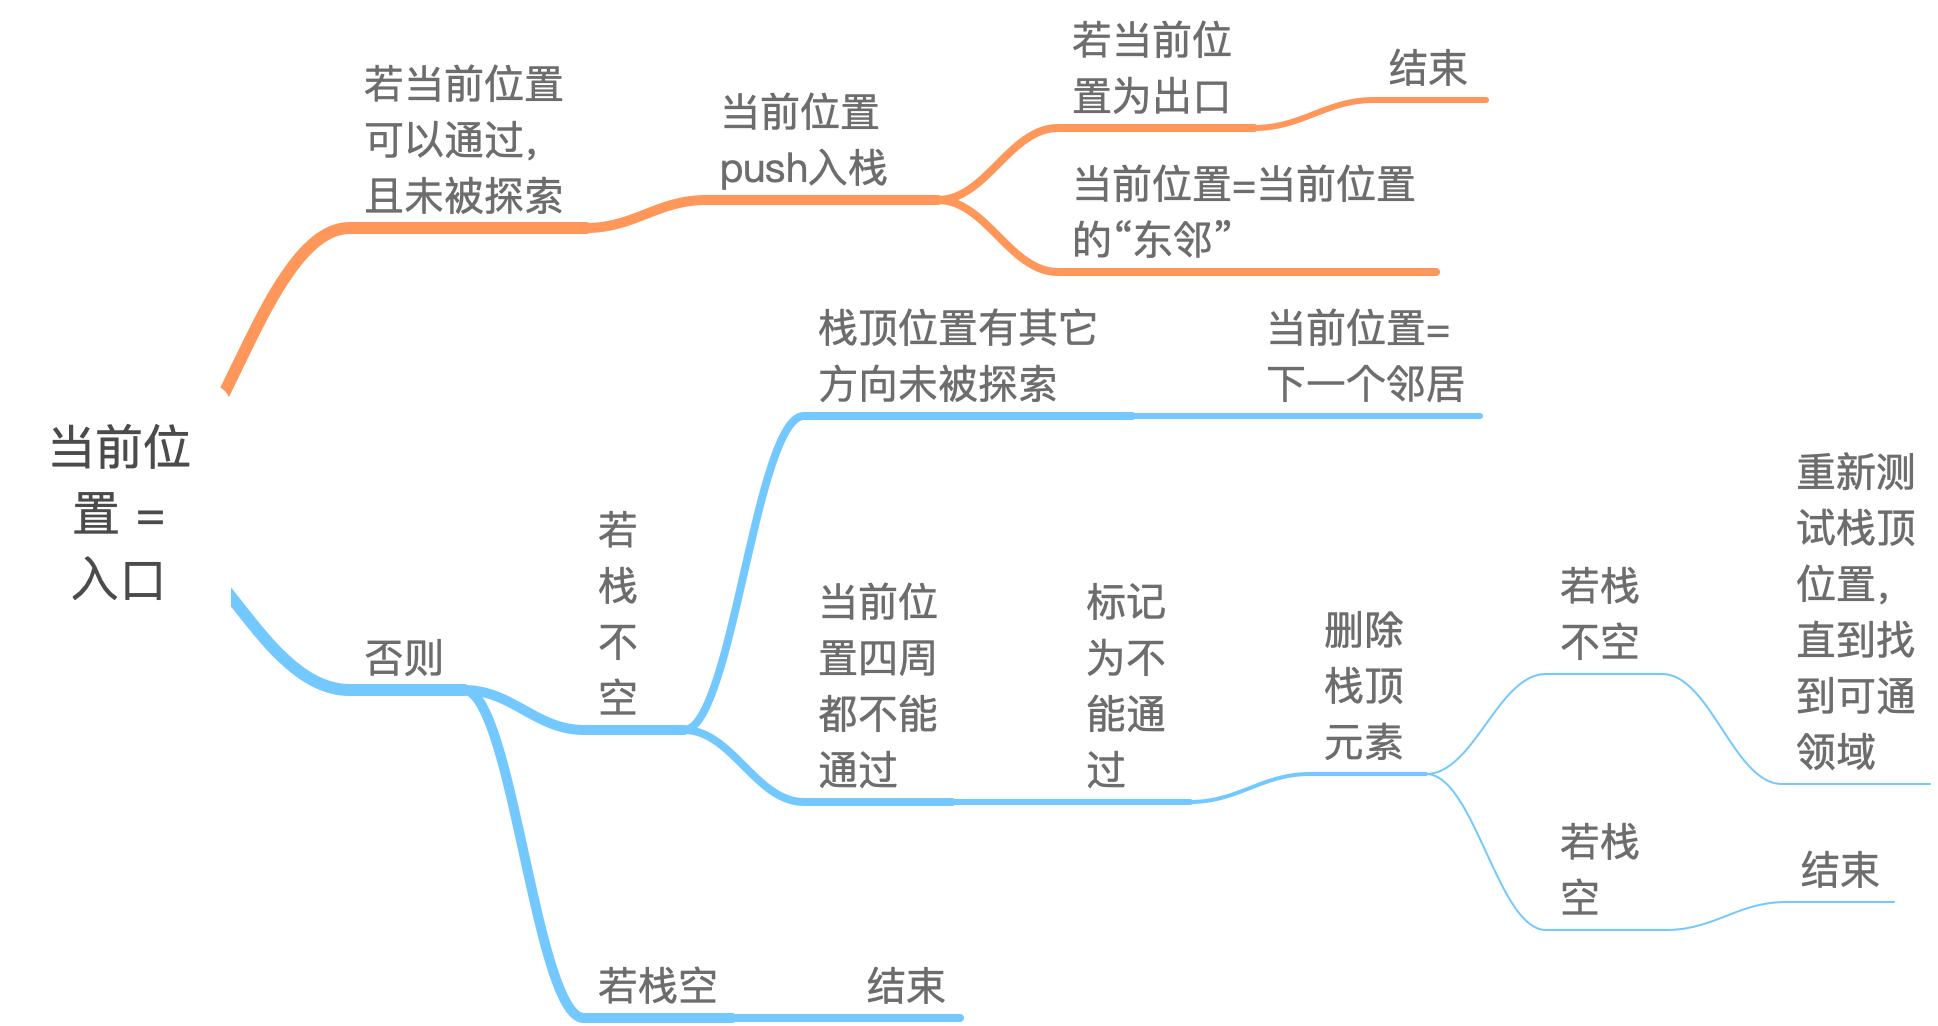 当前位
置 =
入口
若当前位置
可以通过，
且未被探索
当前位置
push入栈
若当前位
置为出口
结束
当前位置=当前位置
的“东邻”
否则
若
栈
不
空
栈顶位置有其它
方向未被探索
当前位置=
下一个邻居
当前位
置四周
都不能
通过
标记
为不
能通
过
删除
栈顶
元素
若栈
不空
重新测
试栈顶
位置，
直到找
到可通
领域
若栈
空
结束
若栈空
结束